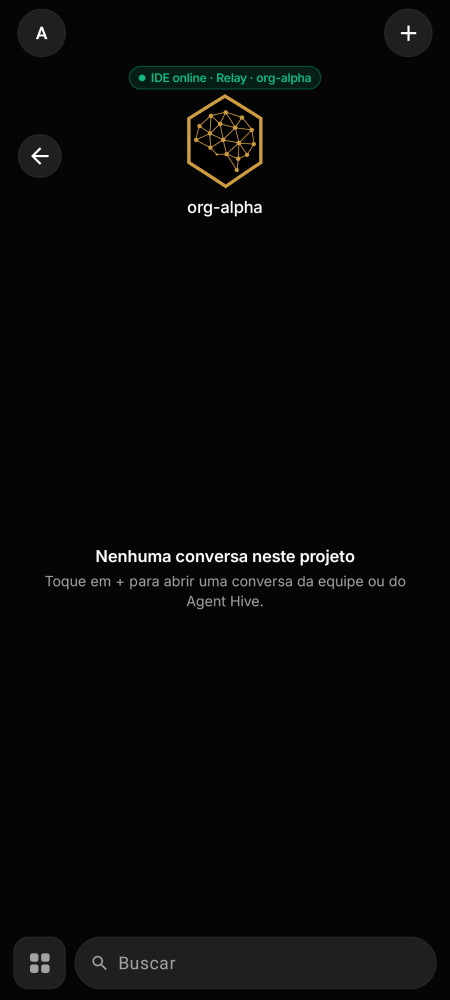 A
IDE online · Relay · org-alpha
org-alpha
Nenhuma conversa neste projeto
Toque em + para abrir uma conversa da equipe ou do
Agent Hive.
Buscar